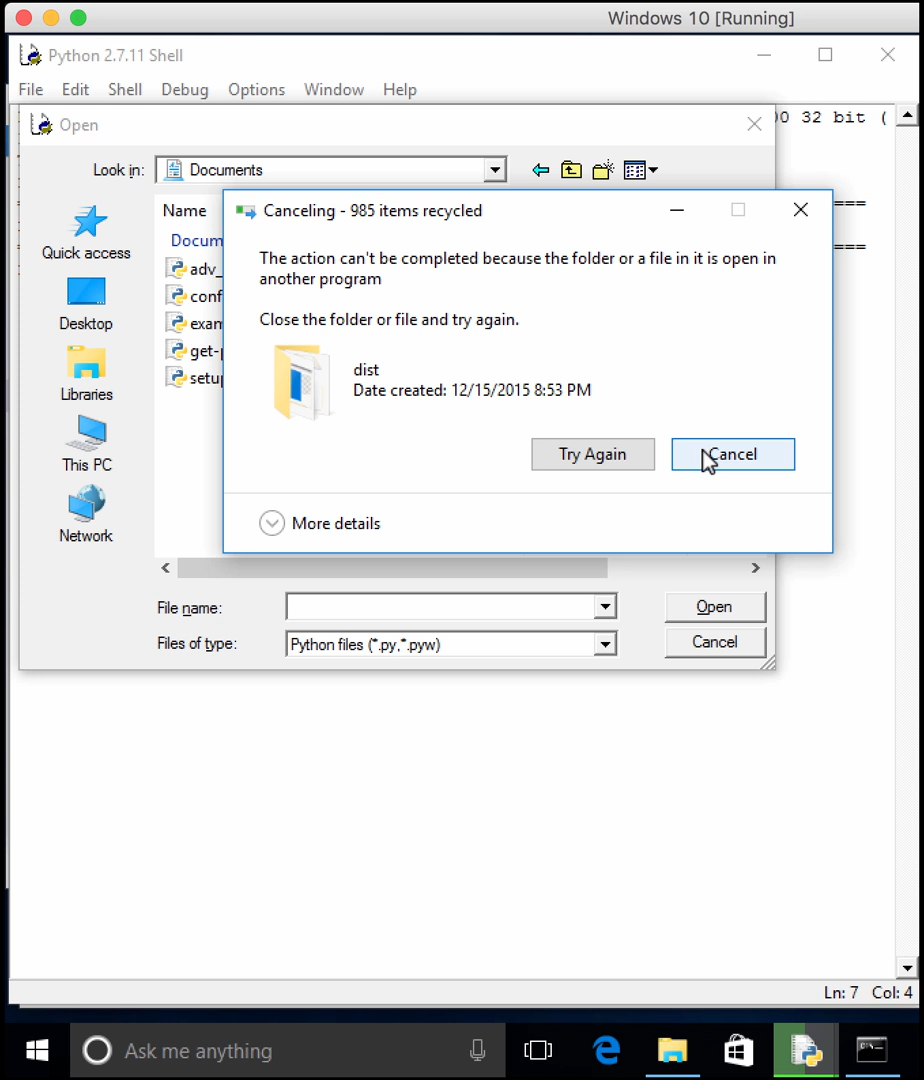 Windows 10 [Running]
Python 2.7.11 Shell
File Edit Shell Debug Options Window Help
00 32 bit (
Open
Look in: Documents
===
===
Quick access
Desktop
Libraries
This PC
Network
Name
Docum
adv_
conf
exam
get-p
setup
Canceling - 985 items recycled
The action can't be completed because the folder or a file in it is open in
another program
Close the folder or file and try again.
dist
Date created: 12/15/2015 8:53 PM
Try Again Cancel
More details
File name: Open
Files of type: Python files (*.py,*.pyw) Cancel
Ln: 7 Col: 4
Ask me anything
C:\.